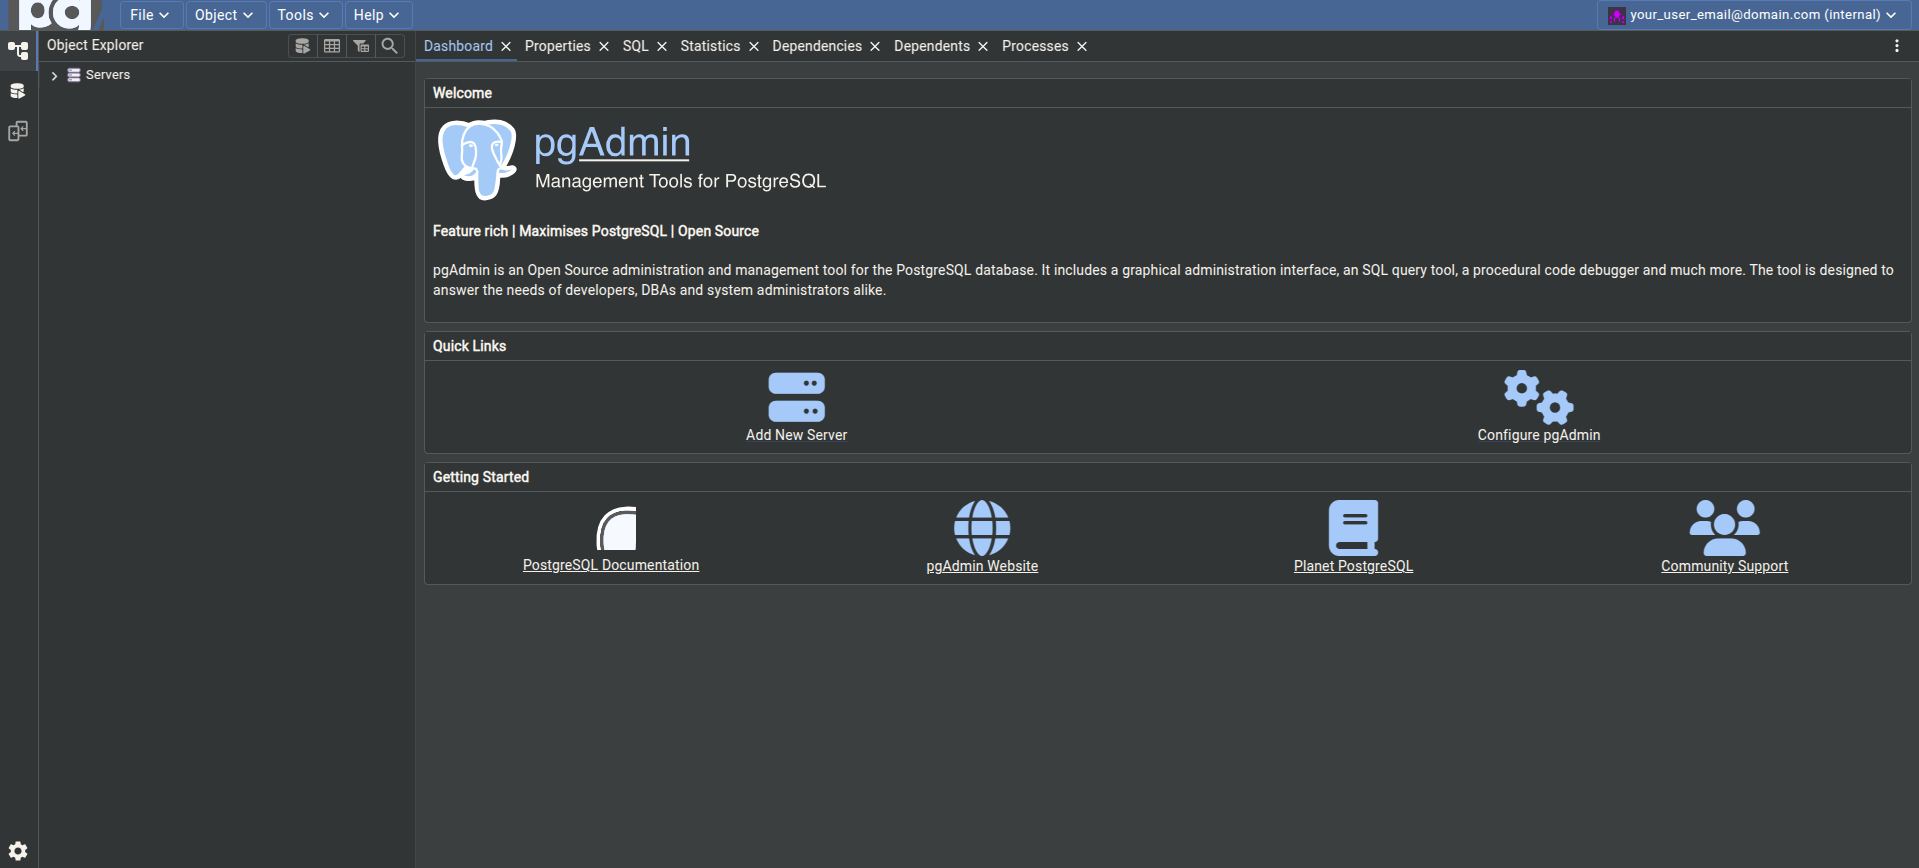 File
Object
Tools
Help
your_user_email@domain.com (internal)
Object Explorer
Servers
Dashboard
Properties
SQL
Statistics
Dependencies
Dependents
Processes
Welcome
pgAdmin
Management Tools for PostgreSQL
Feature rich | Maximises PostgreSQL | Open Source
pgAdmin is an Open Source administration and management tool for the PostgreSQL database. It includes a graphical administration interface, an SQL query tool, a procedural code debugger and much more. The tool is designed to
answer the needs of developers, DBAs and system administrators alike.
Quick Links
Add New Server
Configure pgAdmin
Getting Started
PostgreSQL Documentation
pgAdmin Website
Planet PostgreSQL
Community Support